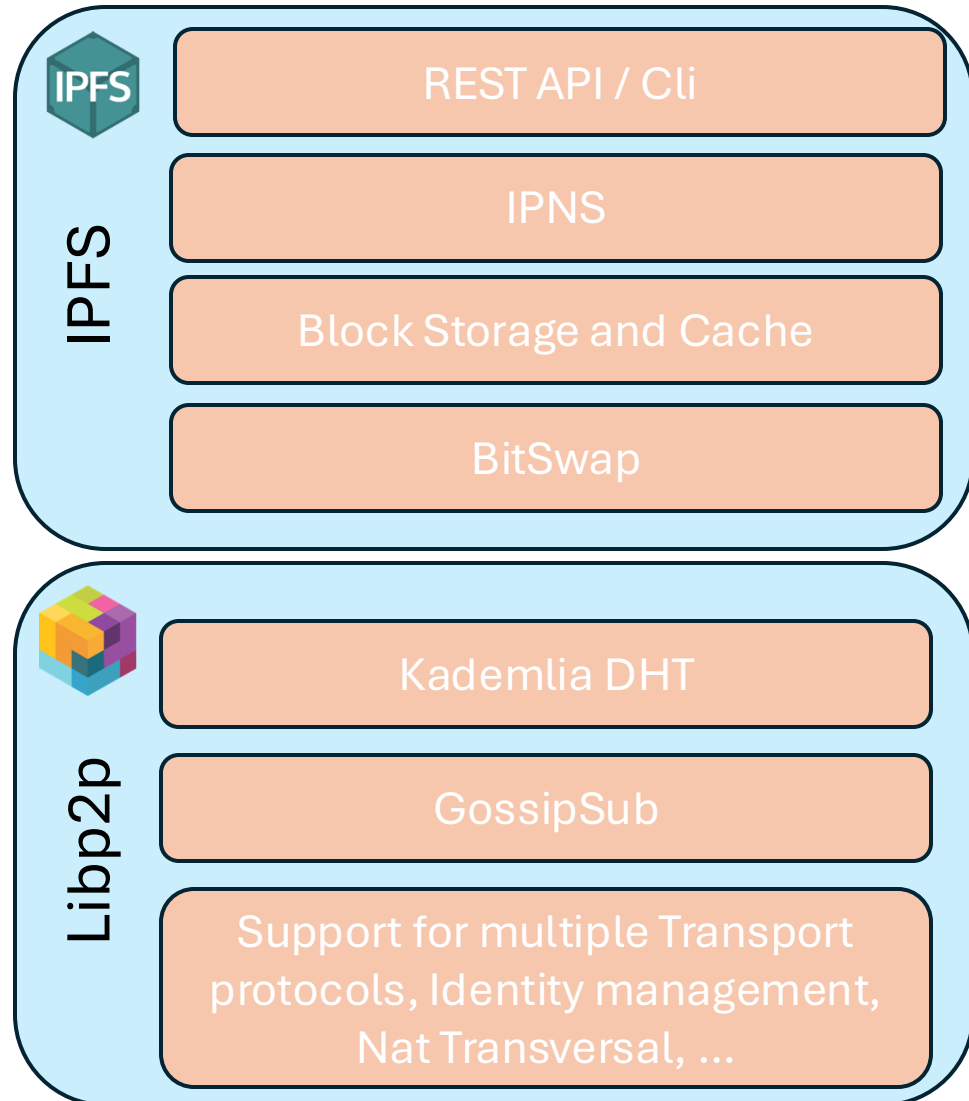 IPFS
REST API / Cli
IPNS
IPFS
Block Storage and Cache
BitSwap
Kademlia DHT
Libp2p
GossipSub
Support for multiple Transport
protocols, Identity management,
Nat Transversal, ...